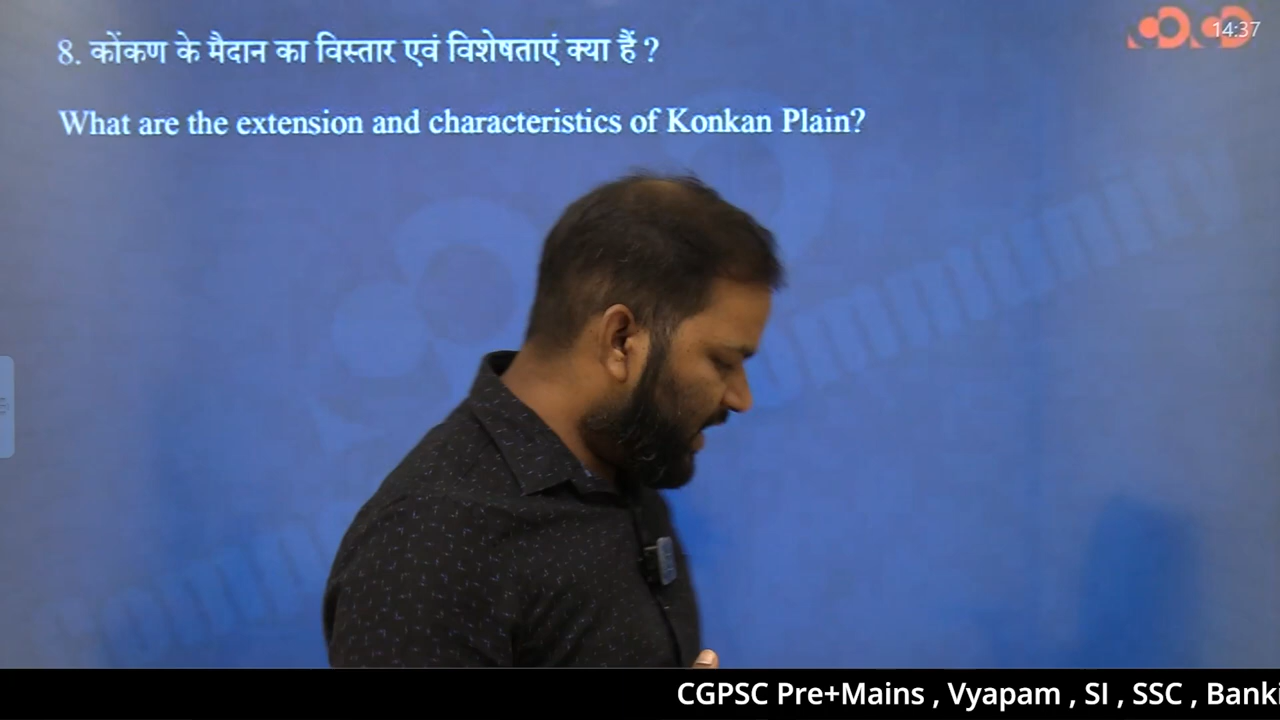 14:37
8. कोंकण के मैदान का विस्तार एवं विशेषताएं क्या हैं ?
What are the extension and characteristics of Konkan Plain?
CGPSC Pre+Mains , Vyapam , SI , SSC , Banki